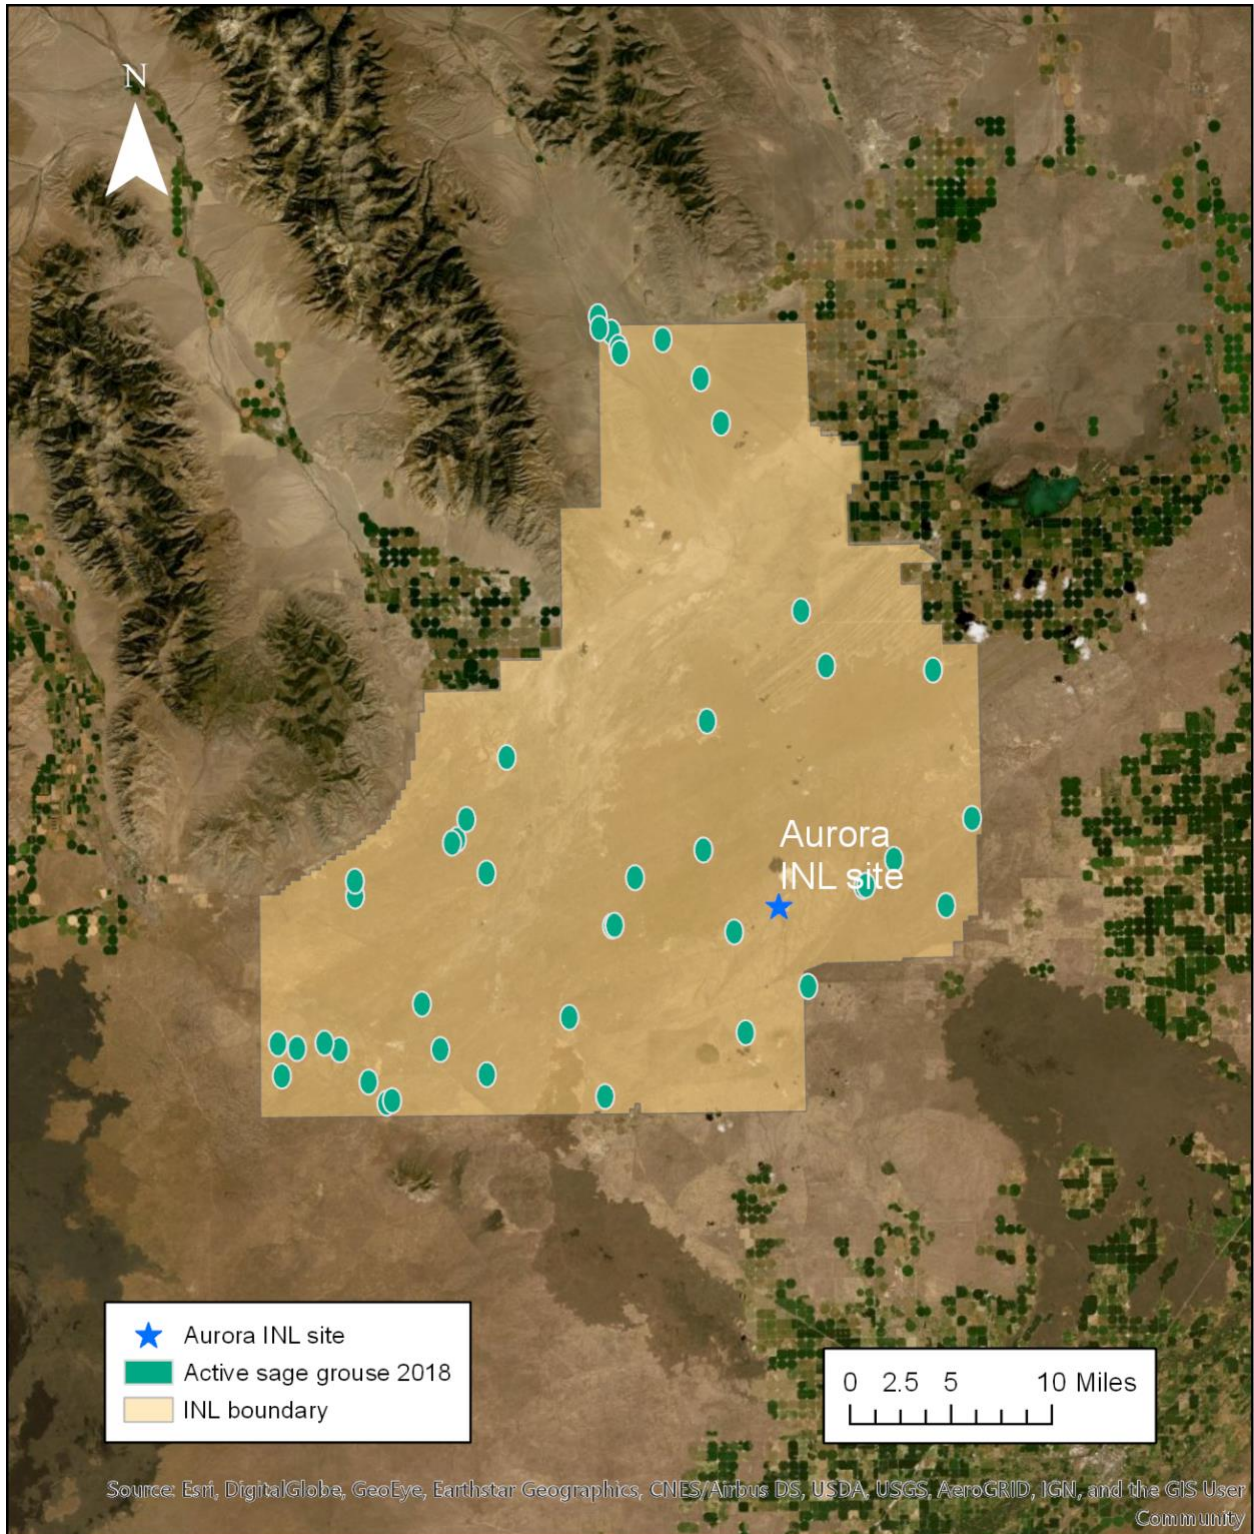 N
Aurora
INL site
Aurora INL site
Active sage grouse 2018
INL boundary
0 2.5 5 10 Miles
Source: Esri, DigitalGlobe, GeoEye, Earthstar Geographics, CNES/Airbus DS, USDA, USGS, AeroGRID, IGN, and the GIS User
Community